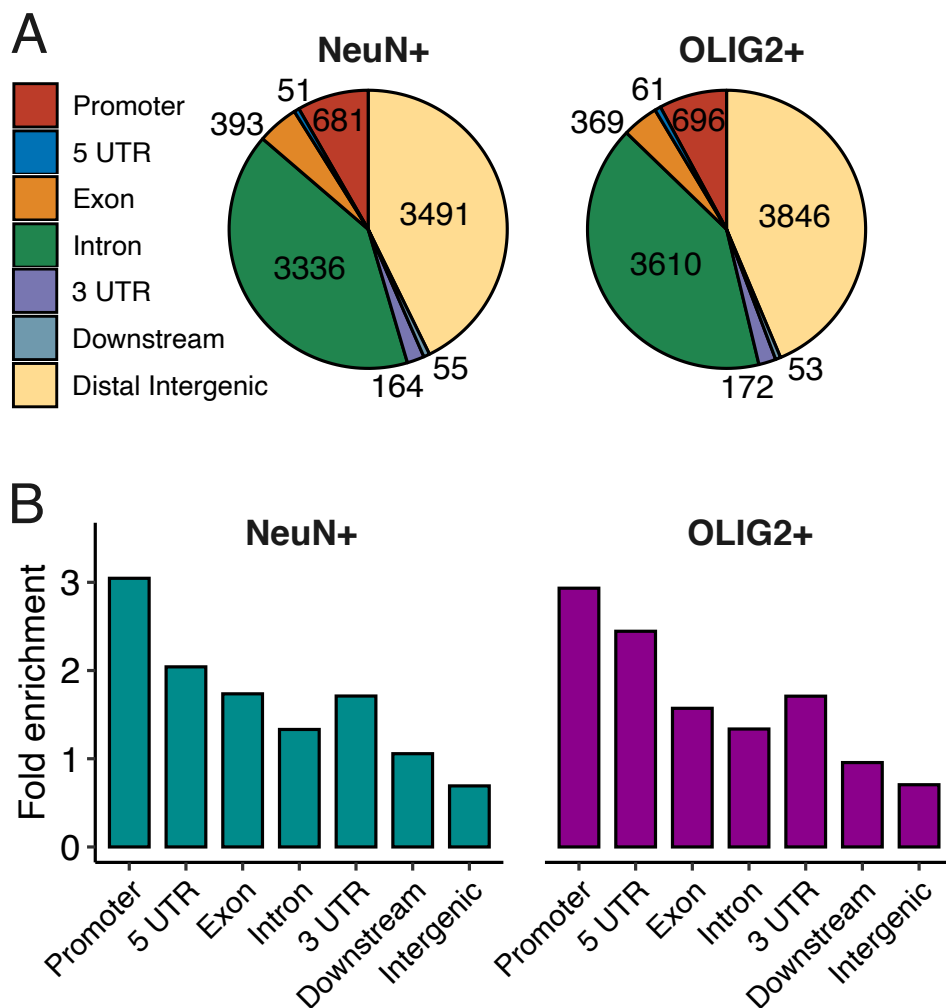 A
NeuN+
OLIG2+
Promoter
5 UTR
Exon
Intron
3 UTR
Downstream
Distal Intergenic
51
681
393
3491
3336
55
164
61
696
369
3846
3610
53
172
B
NeuN+
OLIG2+
Fold enrichment
3
2
1
0
Promoter
5 UTR
Exon
Intron
3 UTR
Downstream
Intergenic
Promoter
5 UTR
Exon
Intron
3 UTR
Downstream
Intergenic